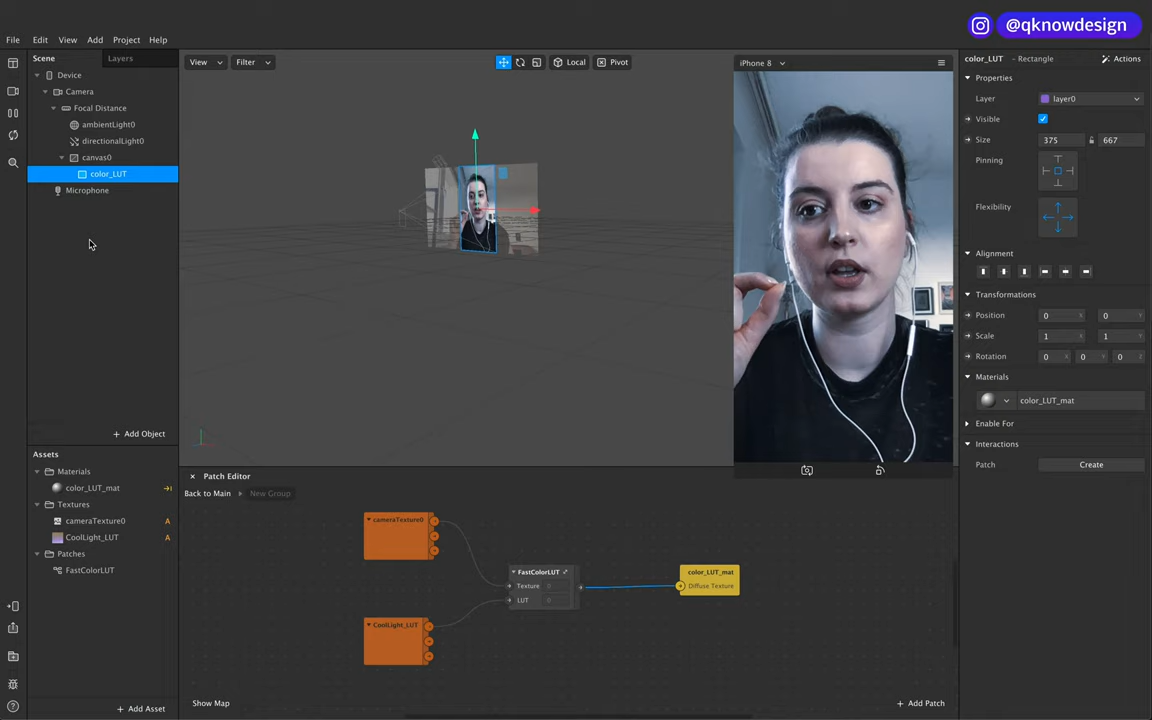 @qknowdesign
File Edit View Add Project Help
Scene Layers
Device
Camera
Focal Distance
ambientLight0
directionalLight0
canvas0
color_LUT
Microphone
+ Add Object
Assets
Materials
color_LUT_mat
Textures
cameraTexture0 A
CoolLight_LUT A
Patches
FastColorLUT
+ Add Asset
View Filter Local Pivot
iPhone 8
Patch Editor
Back to Main New Group
cameraTexture0
CoolLight_LUT
FastColorLUT
Texture 0
LUT 0
color_LUT_mat
Diffuse Texture
Show Map
+ Add Patch
color_LUT - Rectangle Actions
Properties
Layer layer0
Visible
Size 375 667
Pinning
Flexibility
Alignment
Transformations
Position 0 X 0 Y
Scale 1 X 1 Y
Rotation 0 X 0 Y 0 Z
Materials
color_LUT_mat
Enable For
Interactions
Patch Create